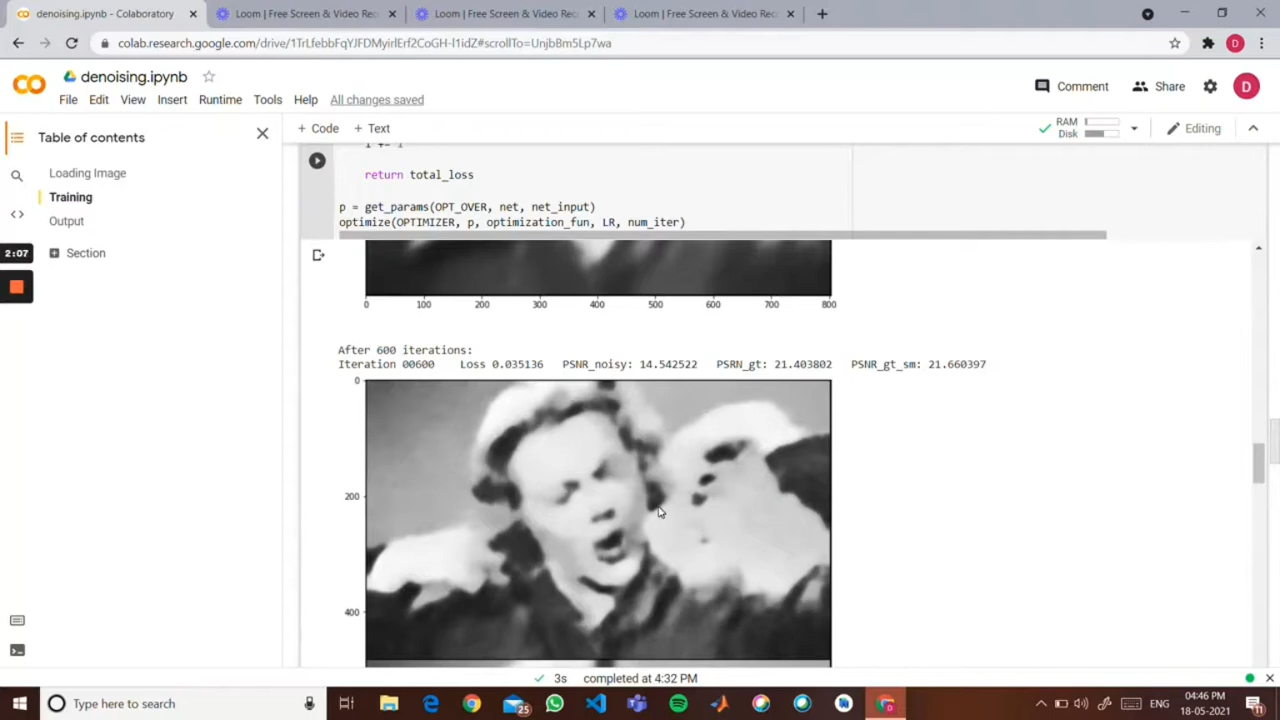 denoising.ipynb - Colaboratory
Loom | Free Screen & Video Rec
Loom | Free Screen & Video Rec
Loom | Free Screen & Video Rec
colab.research.google.com/drive/1TrLfebbFqYJFDMyirlErf2CoGH-l1idZ#scrollTo=UnjbBm5Lp7wa
D
denoising.ipynb
File Edit View Insert Runtime Tools Help All changes saved
Comment Share D
Table of contents
Loading Image
Training
Output
Section
2:07
+ Code + Text
RAM
Disk
Editing
return total_loss
p = get_params(OPT_OVER, net, net_input)
optimize(OPTIMIZER, p, optimization_fun, LR, num_iter)
0 100 200 300 400 500 600 700 800
After 600 iterations:
Iteration 00600 Loss 0.035136 PSNR_noisy: 14.542522 PSRN_gt: 21.403802 PSNR_gt_sm: 21.660397
0
200
400
3s completed at 4:32 PM
Type here to search
25
ENG
04:46 PM
18-05-2021
11